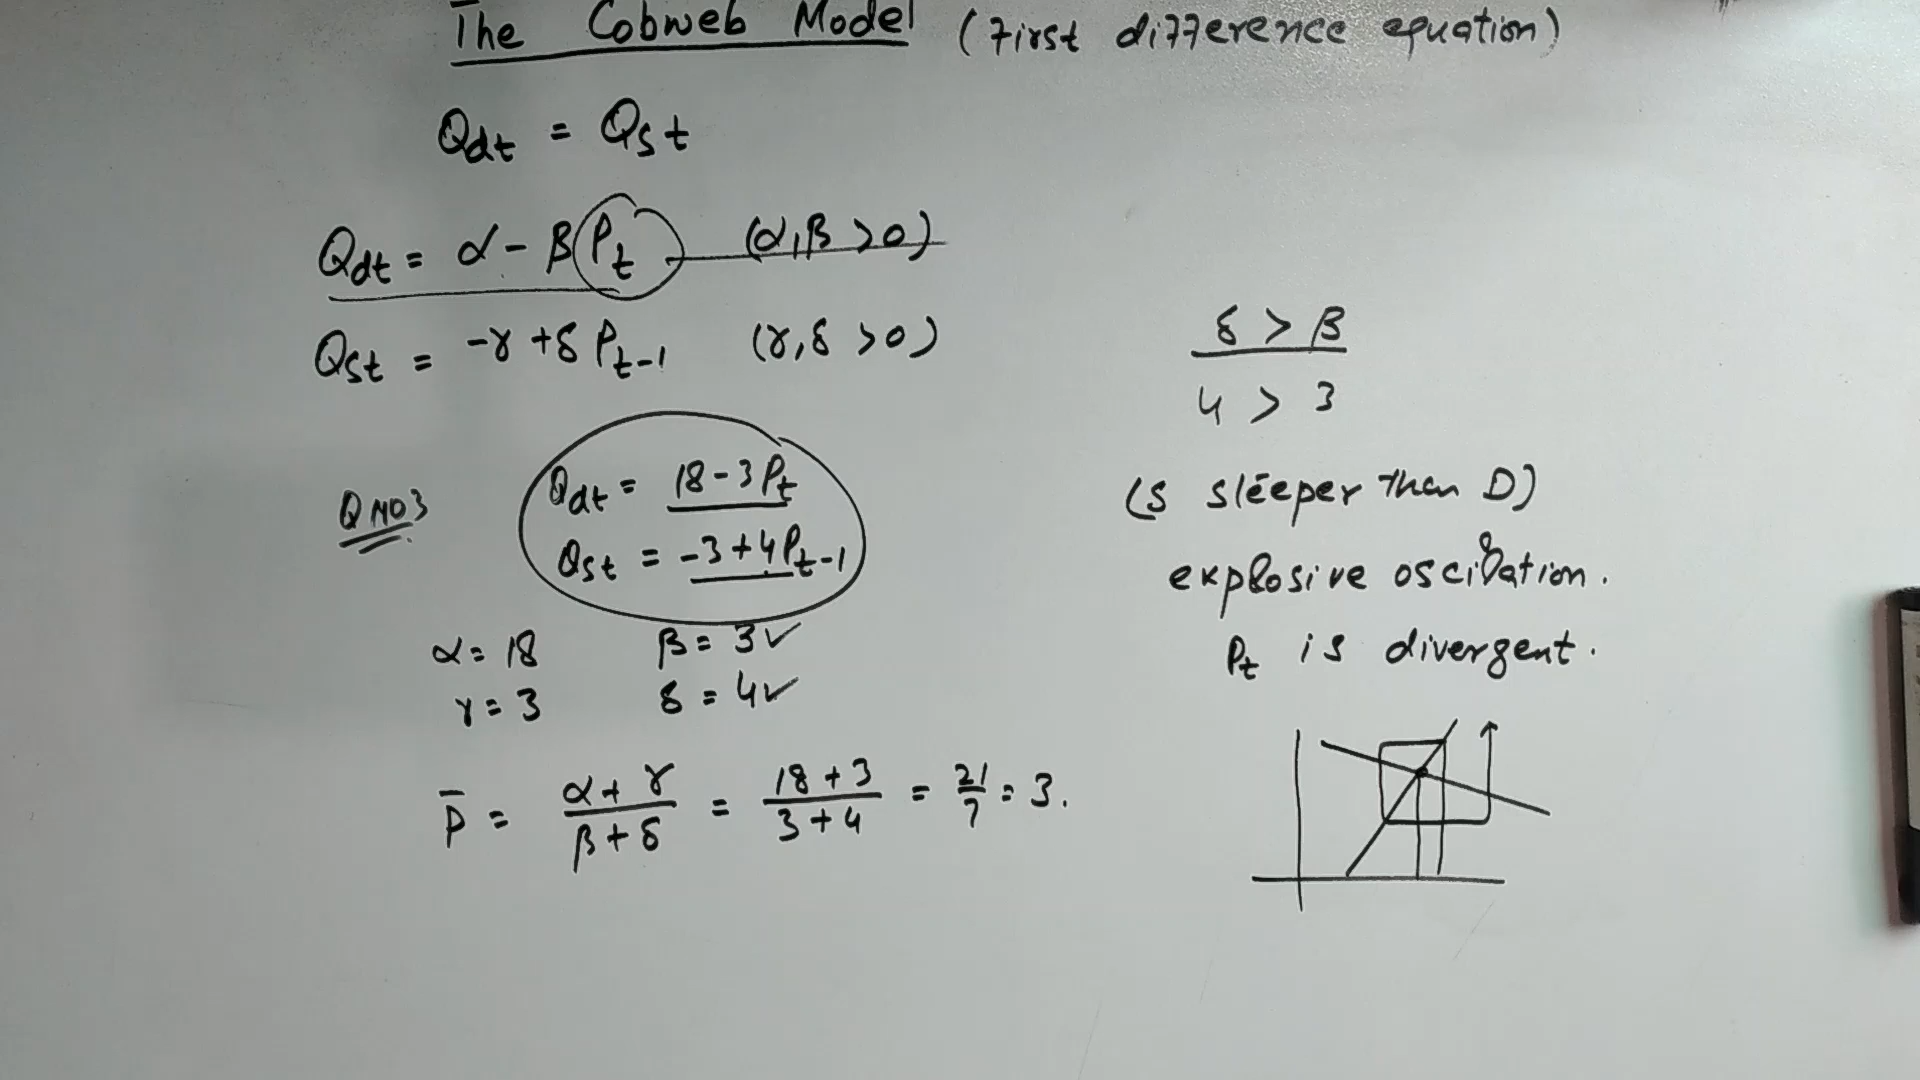 The Cobweb Model (First difference equation)
Qdt = Qst
Qdt = α - βPt (α,β >0)
Qst = -γ +δ Pt-1 (γ,δ >0)
δ > β
4 > 3
Q NO3
Qdt = 18 - 3Pt
Qst = -3 + 4Pt-1
(S sleeper than D)
explosive oscillation.
Pt is divergent.
α = 18 β = 3 ✓
γ = 3 δ = 4 ✓
P̄ = (α + γ)/(β + δ) = (18 + 3)/(3 + 4) = 21/7 = 3.